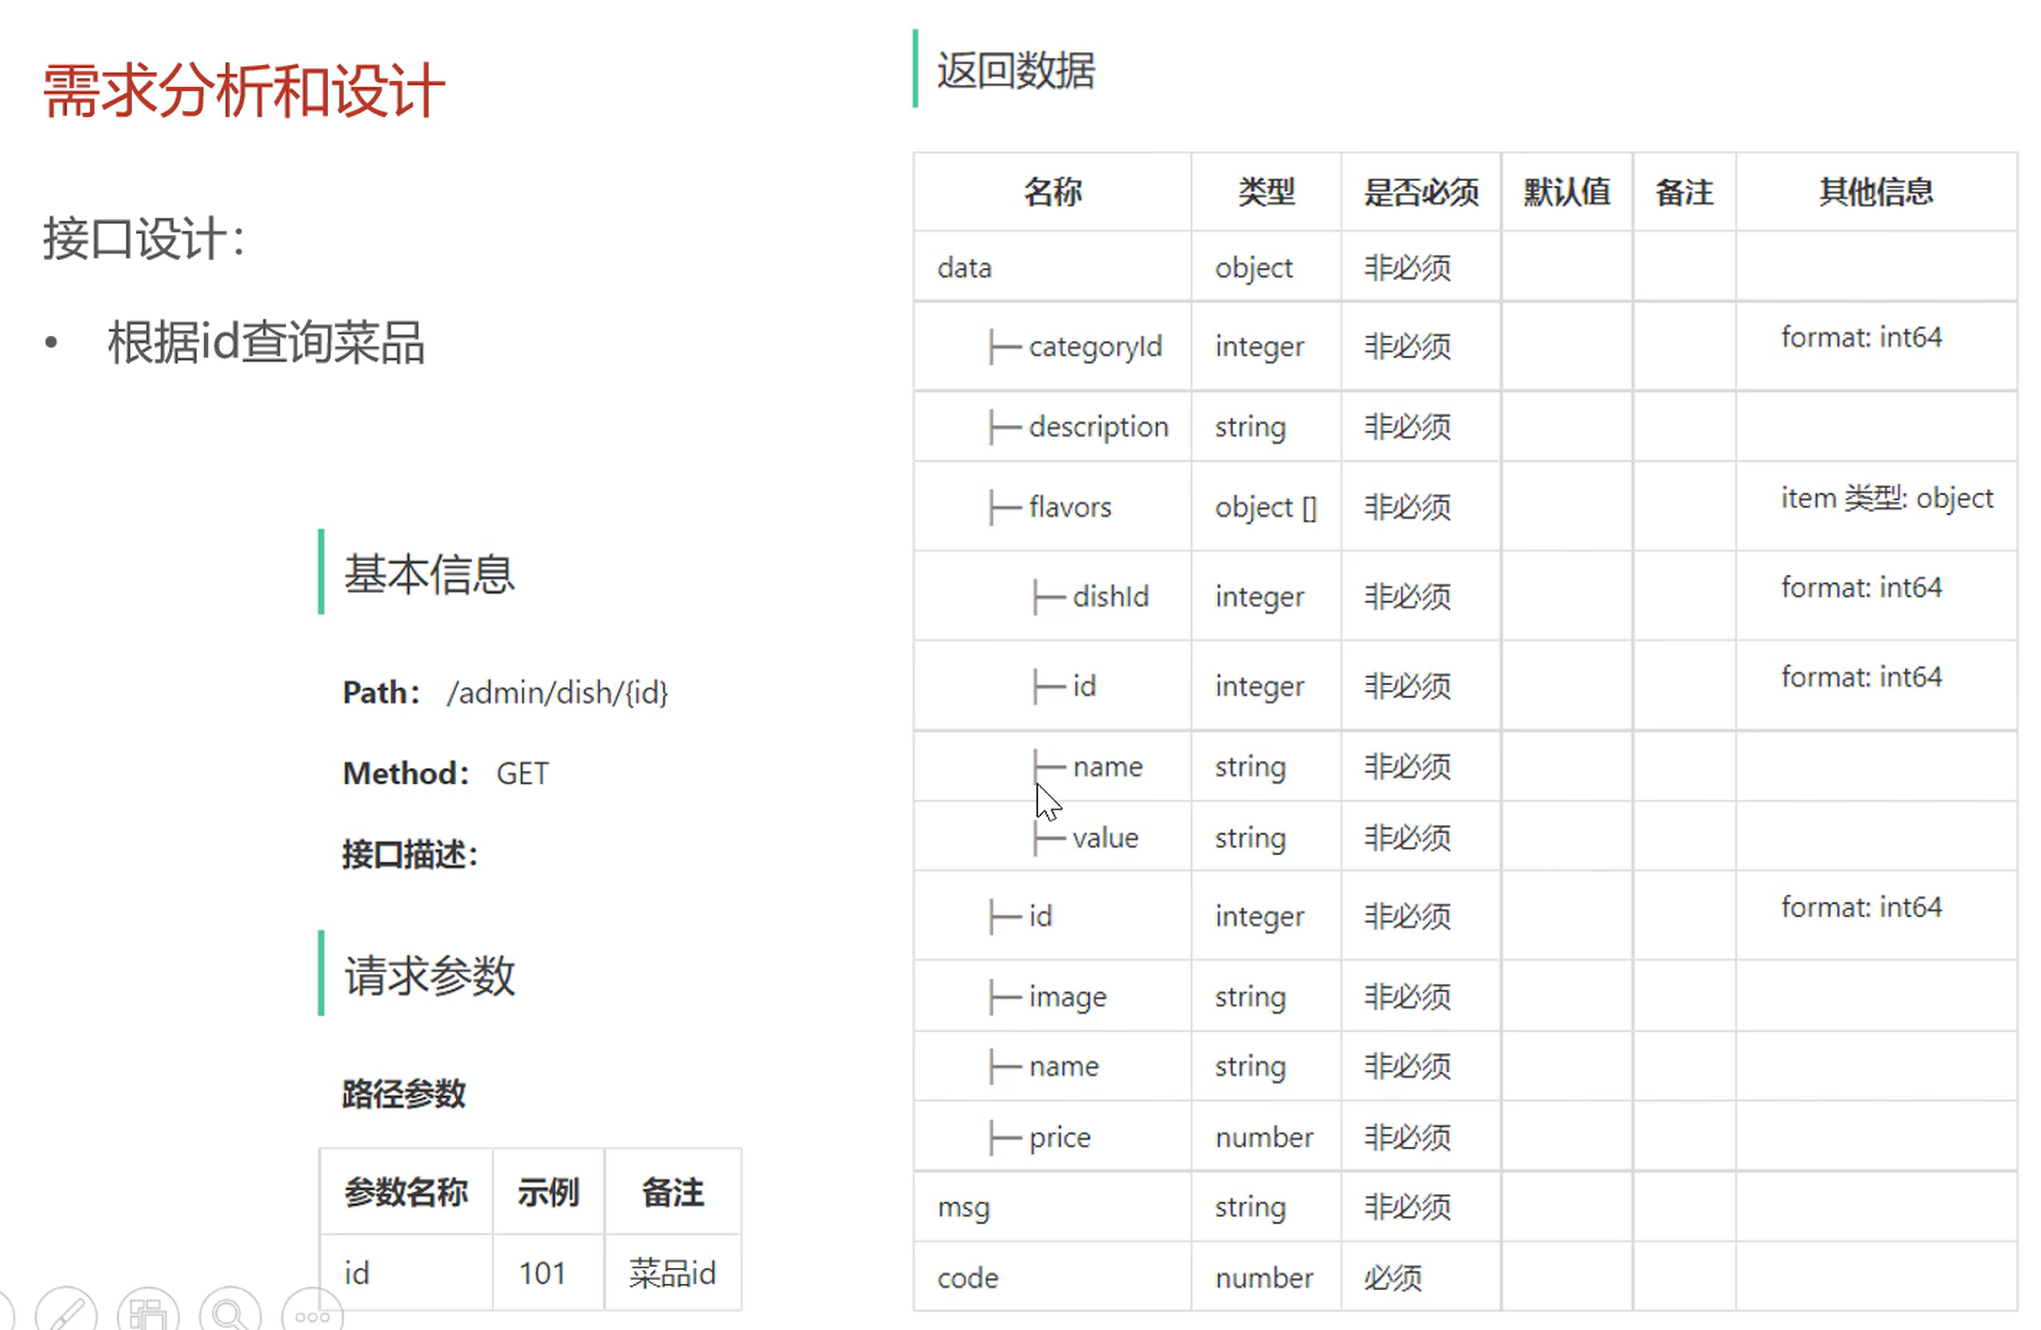 需求分析和设计
接口设计：
• 根据id查询菜品
基本信息
Path： /admin/dish/{id}
Method： GET
接口描述：
请求参数
路径参数
参数名称 示例 备注
id 101 菜品id
返回数据
名称 类型 是否必须 默认值 备注 其他信息
data object 非必须
├─ categoryId integer 非必须 format: int64
├─ description string 非必须
├─ flavors object [] 非必须 item 类型: object
├─ dishId integer 非必须 format: int64
├─ id integer 非必须 format: int64
├─ name string 非必须
├─ value string 非必须
├─ id integer 非必须 format: int64
├─ image string 非必须
├─ name string 非必须
├─ price number 非必须
msg string 非必须
code number 必须